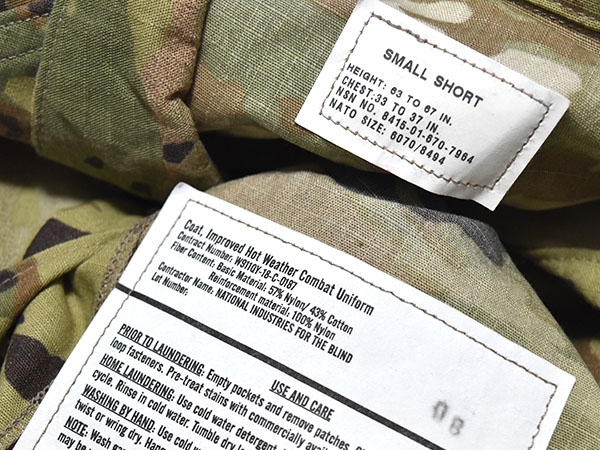 SMALL SHORT
HEIGHT: 63 TO 67 IN.
CHEST: 33 TO 37 IN.
NSN NO. 8415-01-670-7964
NATO SIZE: 6070/8494
Coat, Improved Hot Weather Combat Uniform
Contract Number: W911QY-18-C-0187
Fiber Content: Basic Material: 57% Nylon/ 43% Cotton
Reinforcement material: 100% Nylon
Contractor Name: NATIONAL INDUSTRIES FOR THE BLIND
Lot Number:
08
USE AND CARE
PRIOR TO LAUNDERING: Empty pockets and remove patches.
loop fasteners. Pre-treat stains with commercially
HOME LAUNDERING: Use cold water detergent
cycle. Rinse in cold water. Tumble dry
WASHING BY HAND: Use cold
twist or wring dry.
NOTE: Wash
may be